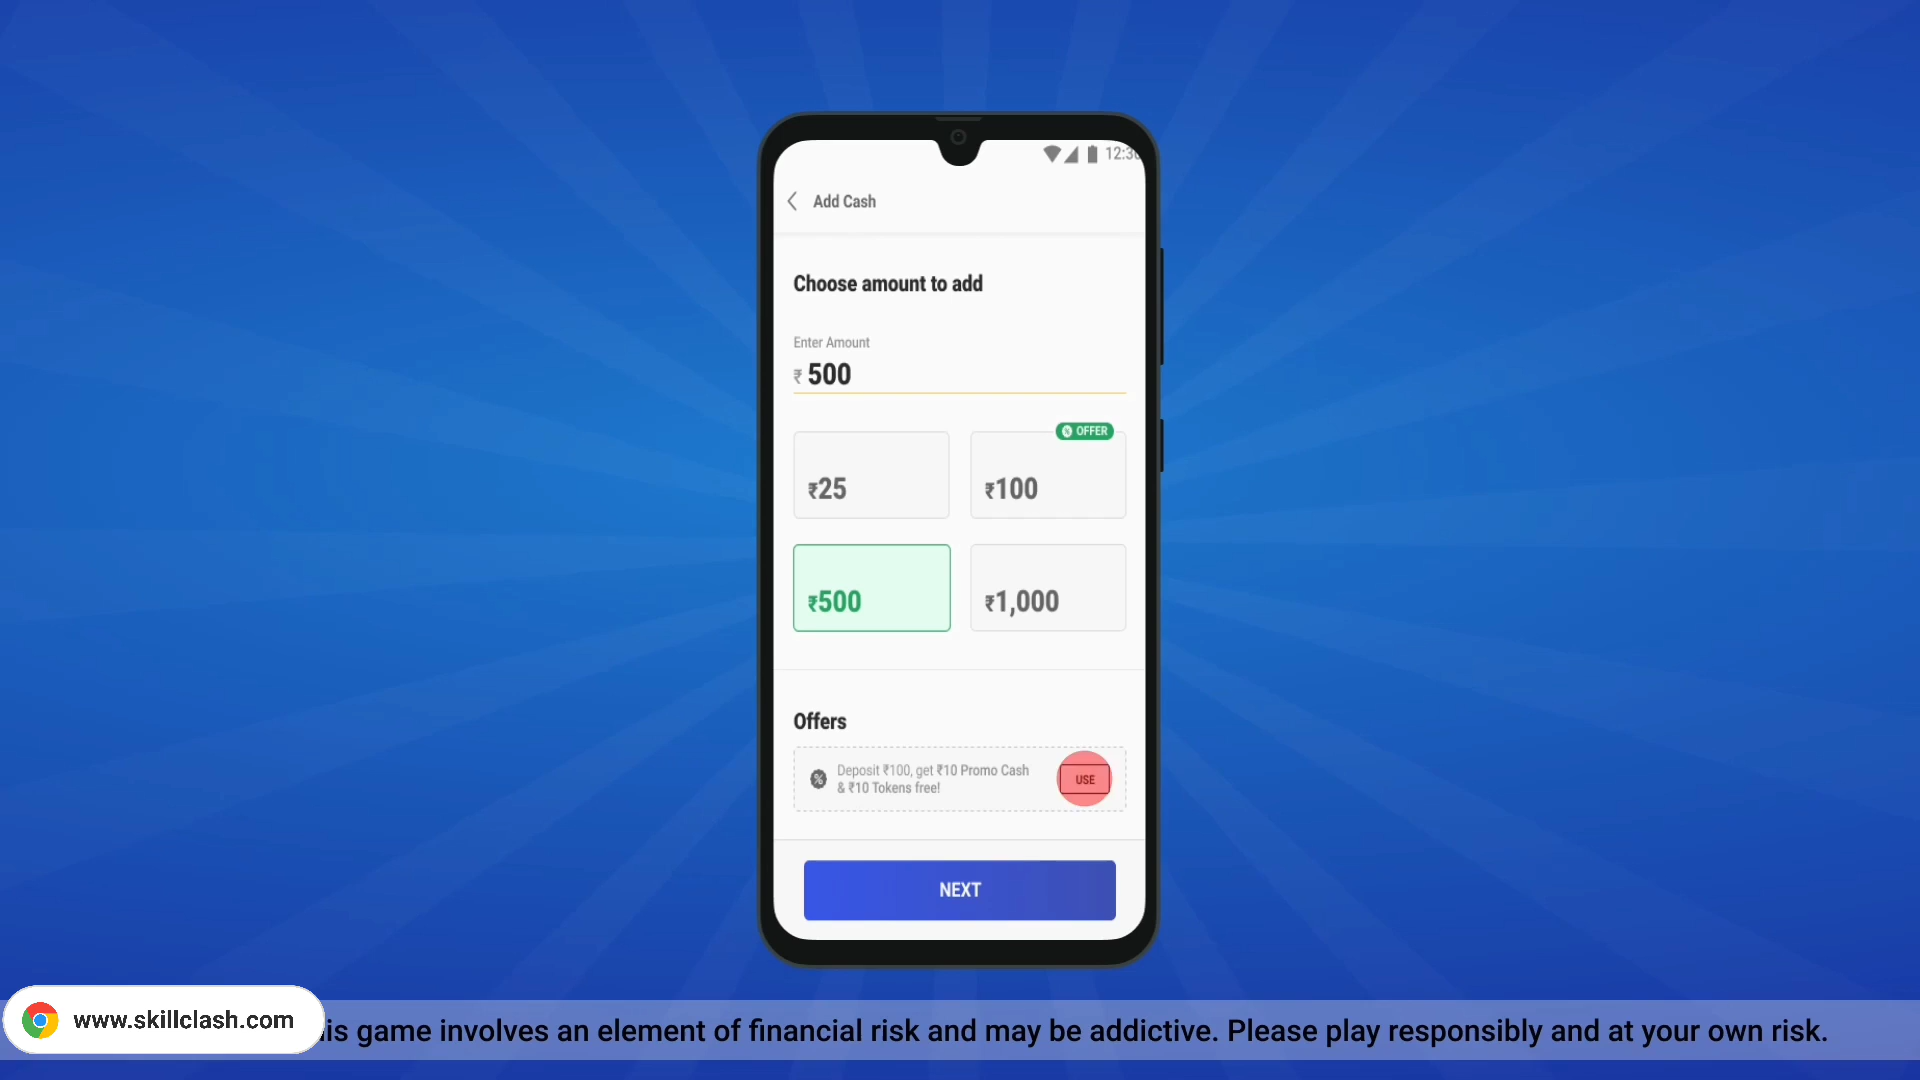 12:30
Add Cash
Choose amount to add
Enter Amount
₹ 500
OFFER
₹25
₹100
₹500
₹1,000
Offers
Deposit ₹100, get ₹10 Promo Cash
& ₹10 Tokens free!
USE
NEXT
www.skillclash.com
is game involves an element of financial risk and may be addictive. Please play responsibly and at your own risk.